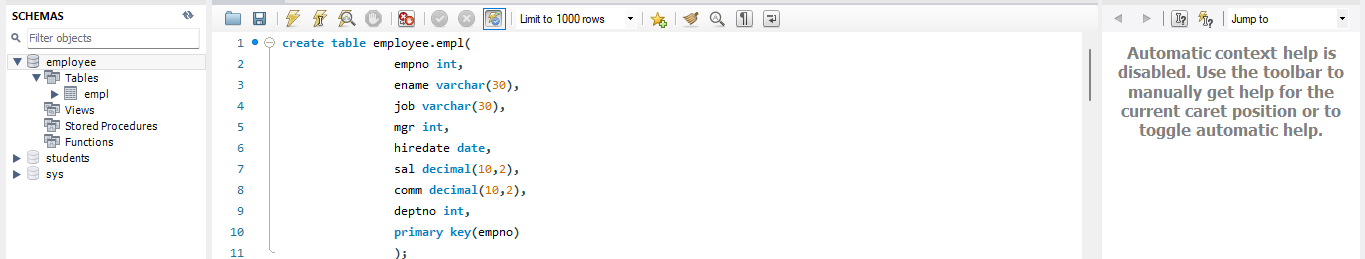 SCHEMAS
Filter objects
employee
Tables
empl
Views
Stored Procedures
Functions
students
sys
Limit to 1000 rows
1 create table employee.empl(
2 empno int,
3 ename varchar(30),
4 job varchar(30),
5 mgr int,
6 hiredate date,
7 sal decimal(10,2),
8 comm decimal(10,2),
9 deptno int,
10 primary key(empno)
11 );
Jump to
Automatic context help is
disabled. Use the toolbar to
manually get help for the
current caret position or to
toggle automatic help.